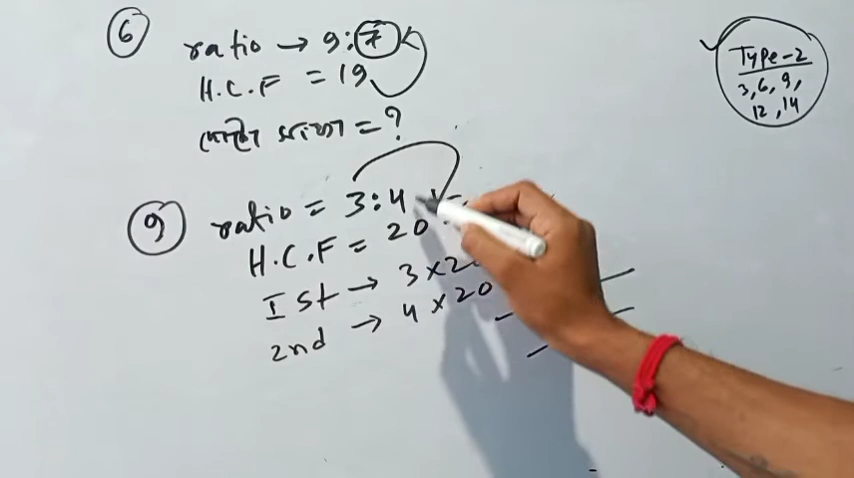 6
ratio → 9:7
H.C.F = 19
= ?
Type-2
3,6,9,
12,14
9
ratio = 3:4
H.C.F = 20
I st → 3×2
2nd → 4×20